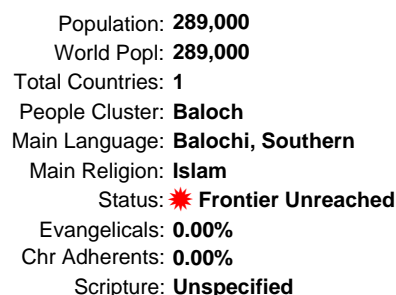 Population: 289,000
World Popl: 289,000
Total Countries: 1
People Cluster: Baloch
Main Language: Balochi, Southern
Main Religion: Islam
Status: Frontier Unreached
Evangelicals: 0.00%
Chr Adherents: 0.00%
Scripture: Unspecified